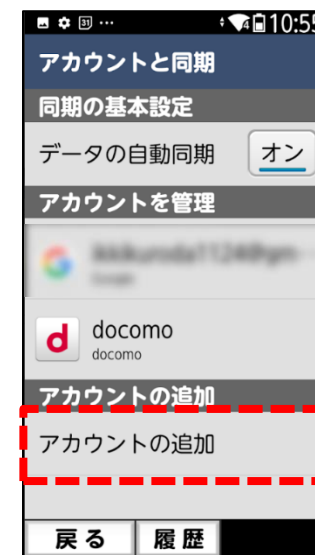 31 … 4 10:55
アカウントと同期
同期の基本設定
データの自動同期 オン
アカウントを管理
Google
d docomo
docomo
アカウントの追加
アカウントの追加
戻る 履歴